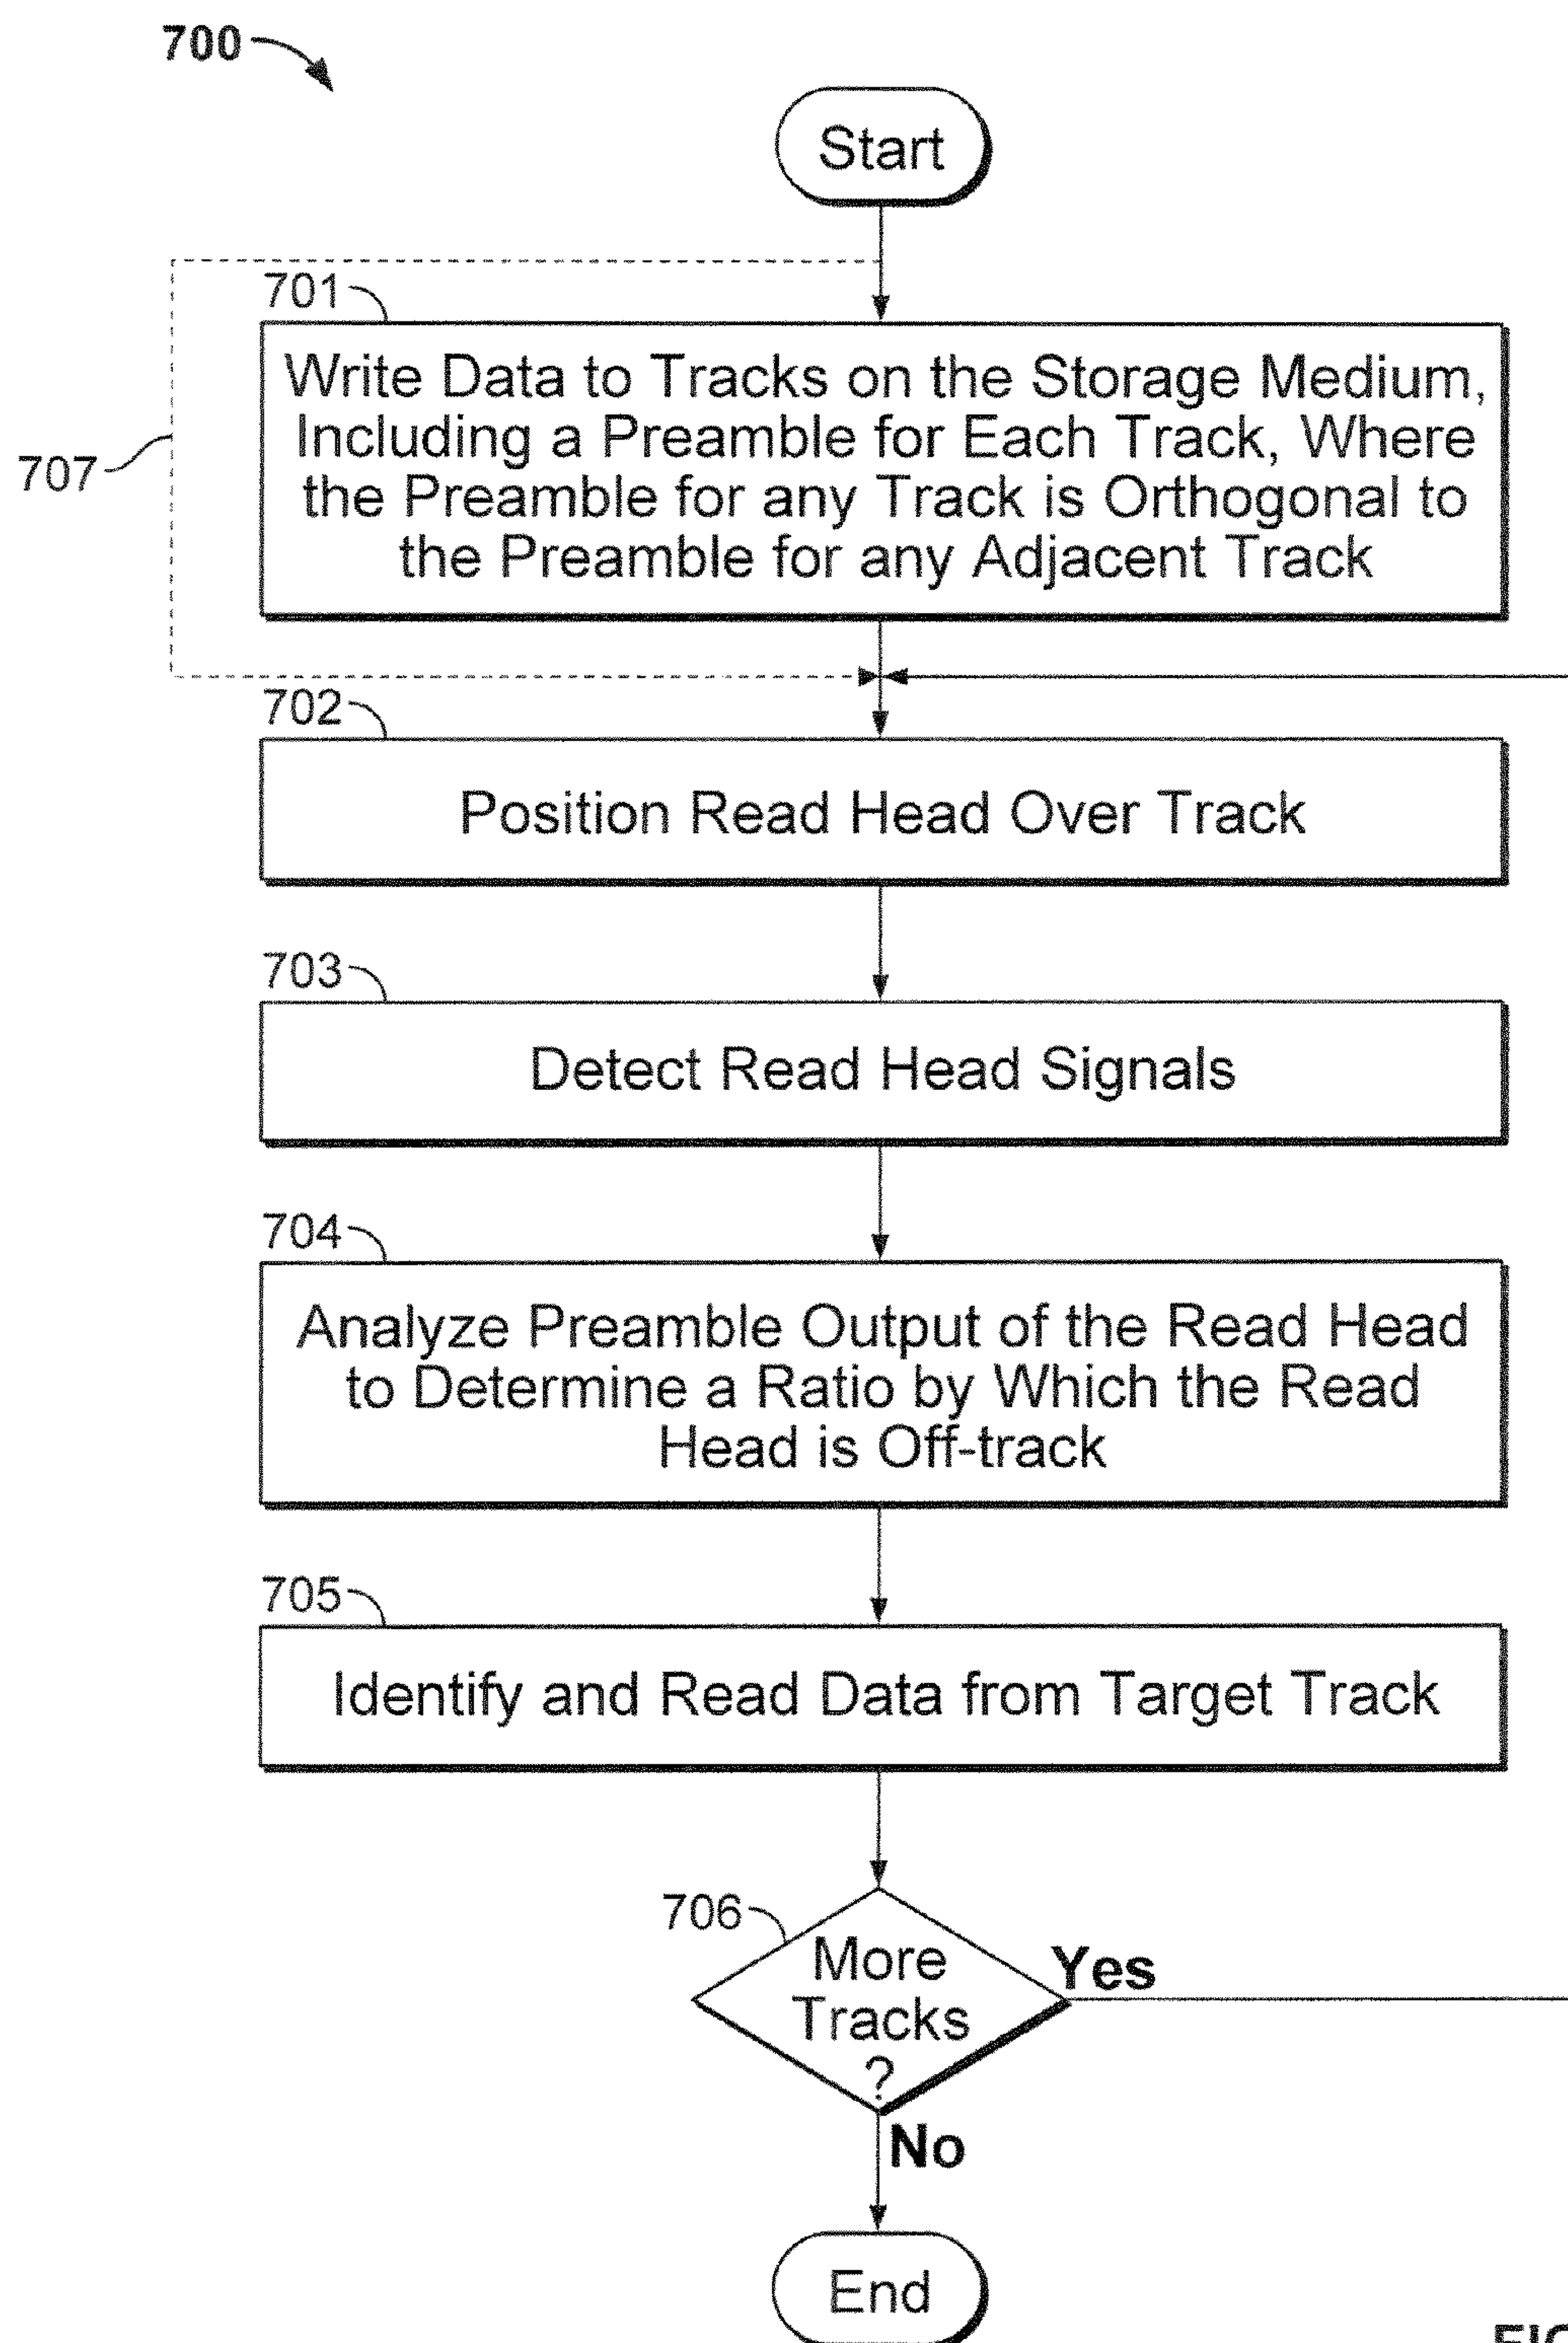 700
Start
701
Write Data to Tracks on the Storage Medium,
Including a Preamble for Each Track, Where
the Preamble for any Track is Orthogonal to
the Preamble for any Adjacent Track
707
702
Position Read Head Over Track
703
Detect Read Head Signals
704
Analyze Preamble Output of the Read Head
to Determine a Ratio by Which the Read
Head is Off-track
705
Identify and Read Data from Target Track
706
More
Tracks
?
Yes
No
End